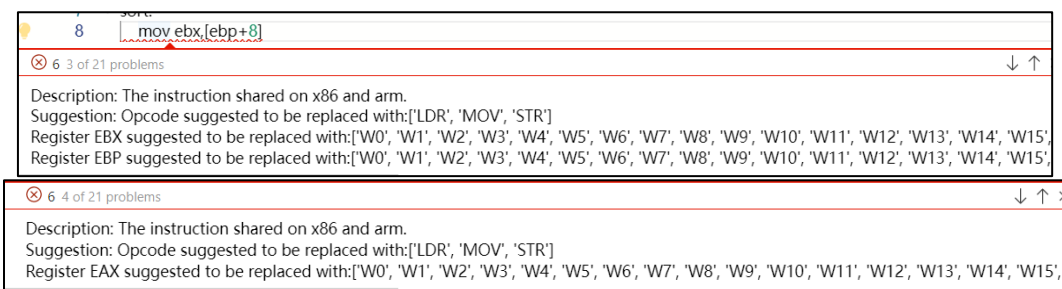 8 mov ebx,[ebp+8]
6 3 of 21 problems
Description: The instruction shared on x86 and arm.
Suggestion: Opcode suggested to be replaced with:['LDR', 'MOV', 'STR']
Register EBX suggested to be replaced with:['W0', 'W1', 'W2', 'W3', 'W4', 'W5', 'W6', 'W7', 'W8', 'W9', 'W10', 'W11', 'W12', 'W13', 'W14', 'W15',
Register EBP suggested to be replaced with:['W0', 'W1', 'W2', 'W3', 'W4', 'W5', 'W6', 'W7', 'W8', 'W9', 'W10', 'W11', 'W12', 'W13', 'W14', 'W15',
6 4 of 21 problems
Description: The instruction shared on x86 and arm.
Suggestion: Opcode suggested to be replaced with:['LDR', 'MOV', 'STR']
Register EAX suggested to be replaced with:['W0', 'W1', 'W2', 'W3', 'W4', 'W5', 'W6', 'W7', 'W8', 'W9', 'W10', 'W11', 'W12', 'W13', 'W14', 'W15',